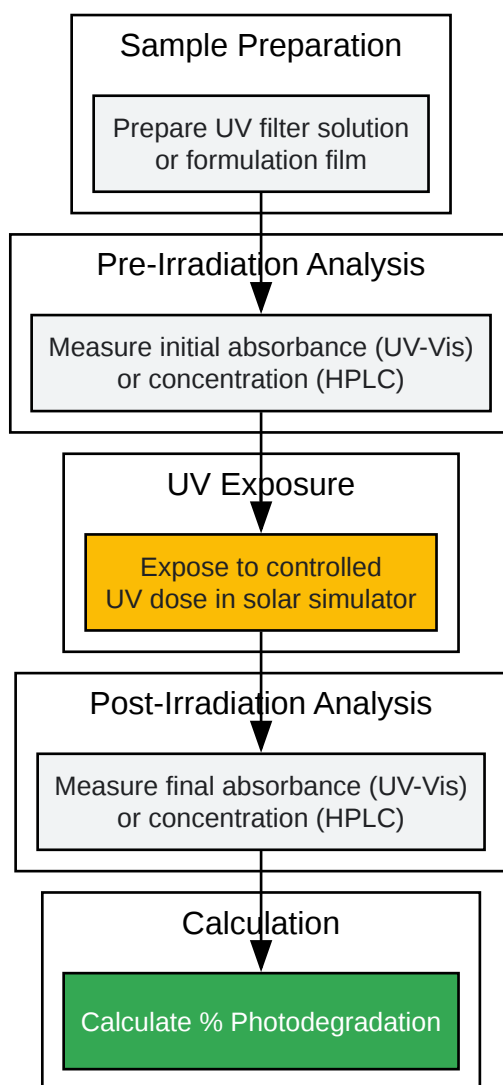 Sample Preparation
Prepare UV filter solution
or formulation film
Pre-Irradiation Analysis
Measure initial absorbance (UV-Vis)
or concentration (HPLC)
UV Exposure
Expose to controlled
UV dose in solar simulator
Post-Irradiation Analysis
Measure final absorbance (UV-Vis)
or concentration (HPLC)
Calculation
Calculate % Photodegradation